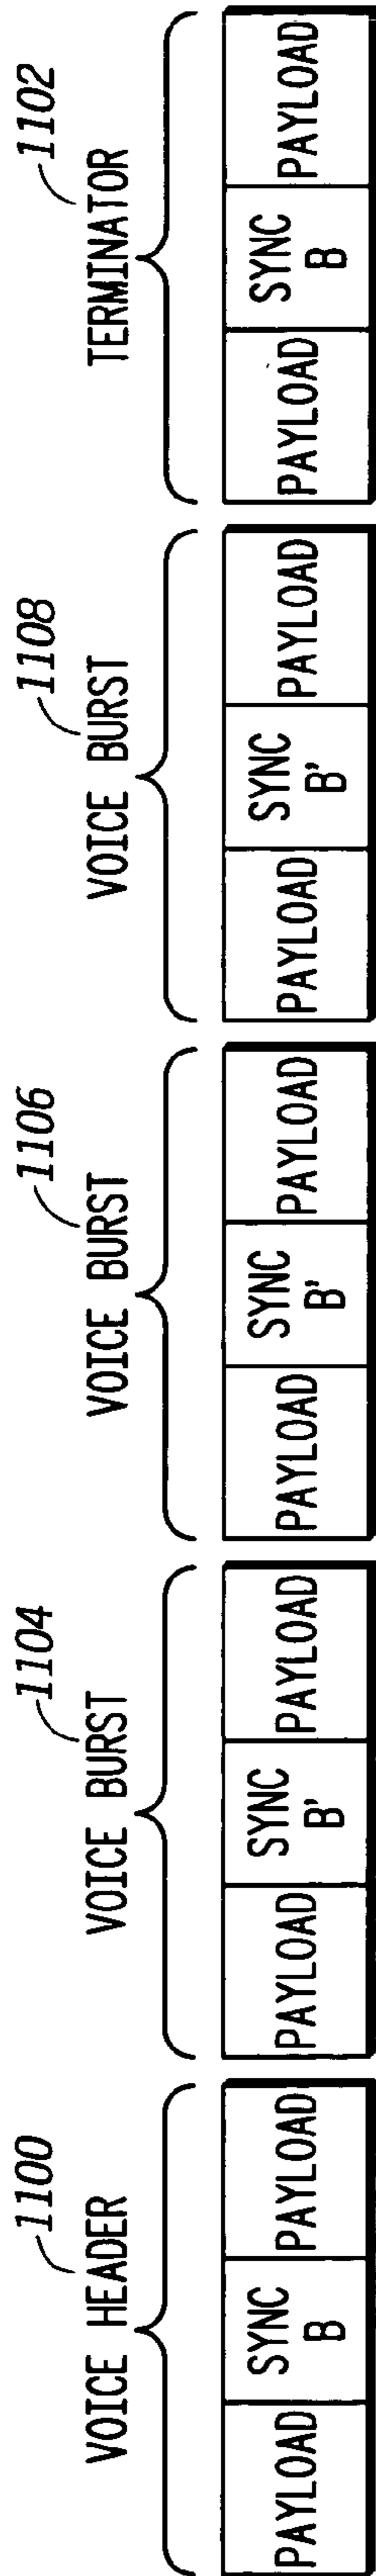 1100
VOICE HEADER
PAYLOAD
SYNC
B
PAYLOAD
1104
VOICE BURST
PAYLOAD
SYNC
B'
PAYLOAD
1106
VOICE BURST
PAYLOAD
SYNC
B'
PAYLOAD
1108
VOICE BURST
PAYLOAD
SYNC
B'
PAYLOAD
1102
TERMINATOR
PAYLOAD
SYNC
B
PAYLOAD